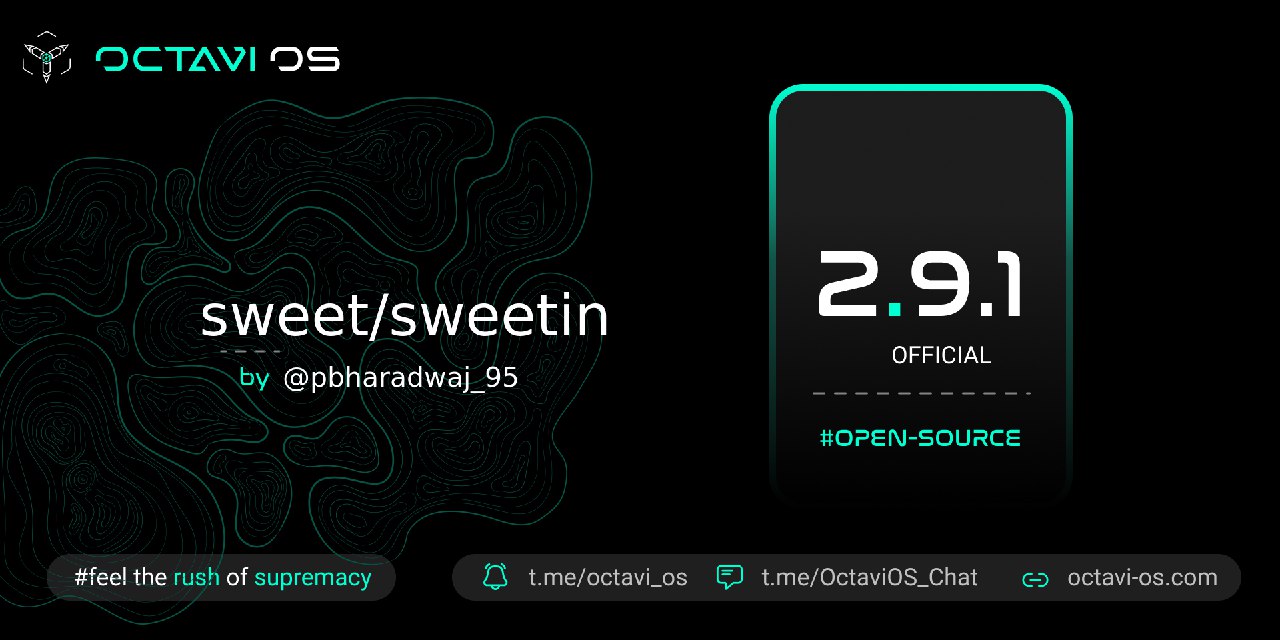 OCTAVI OS
sweet/sweetin
by @pbharadwaj_95
2.9.1
OFFICIAL
#OPEN-SOURCE
#feel the rush of supremacy
t.me/octavi_os
t.me/OctaviOS_Chat
octavi-os.com